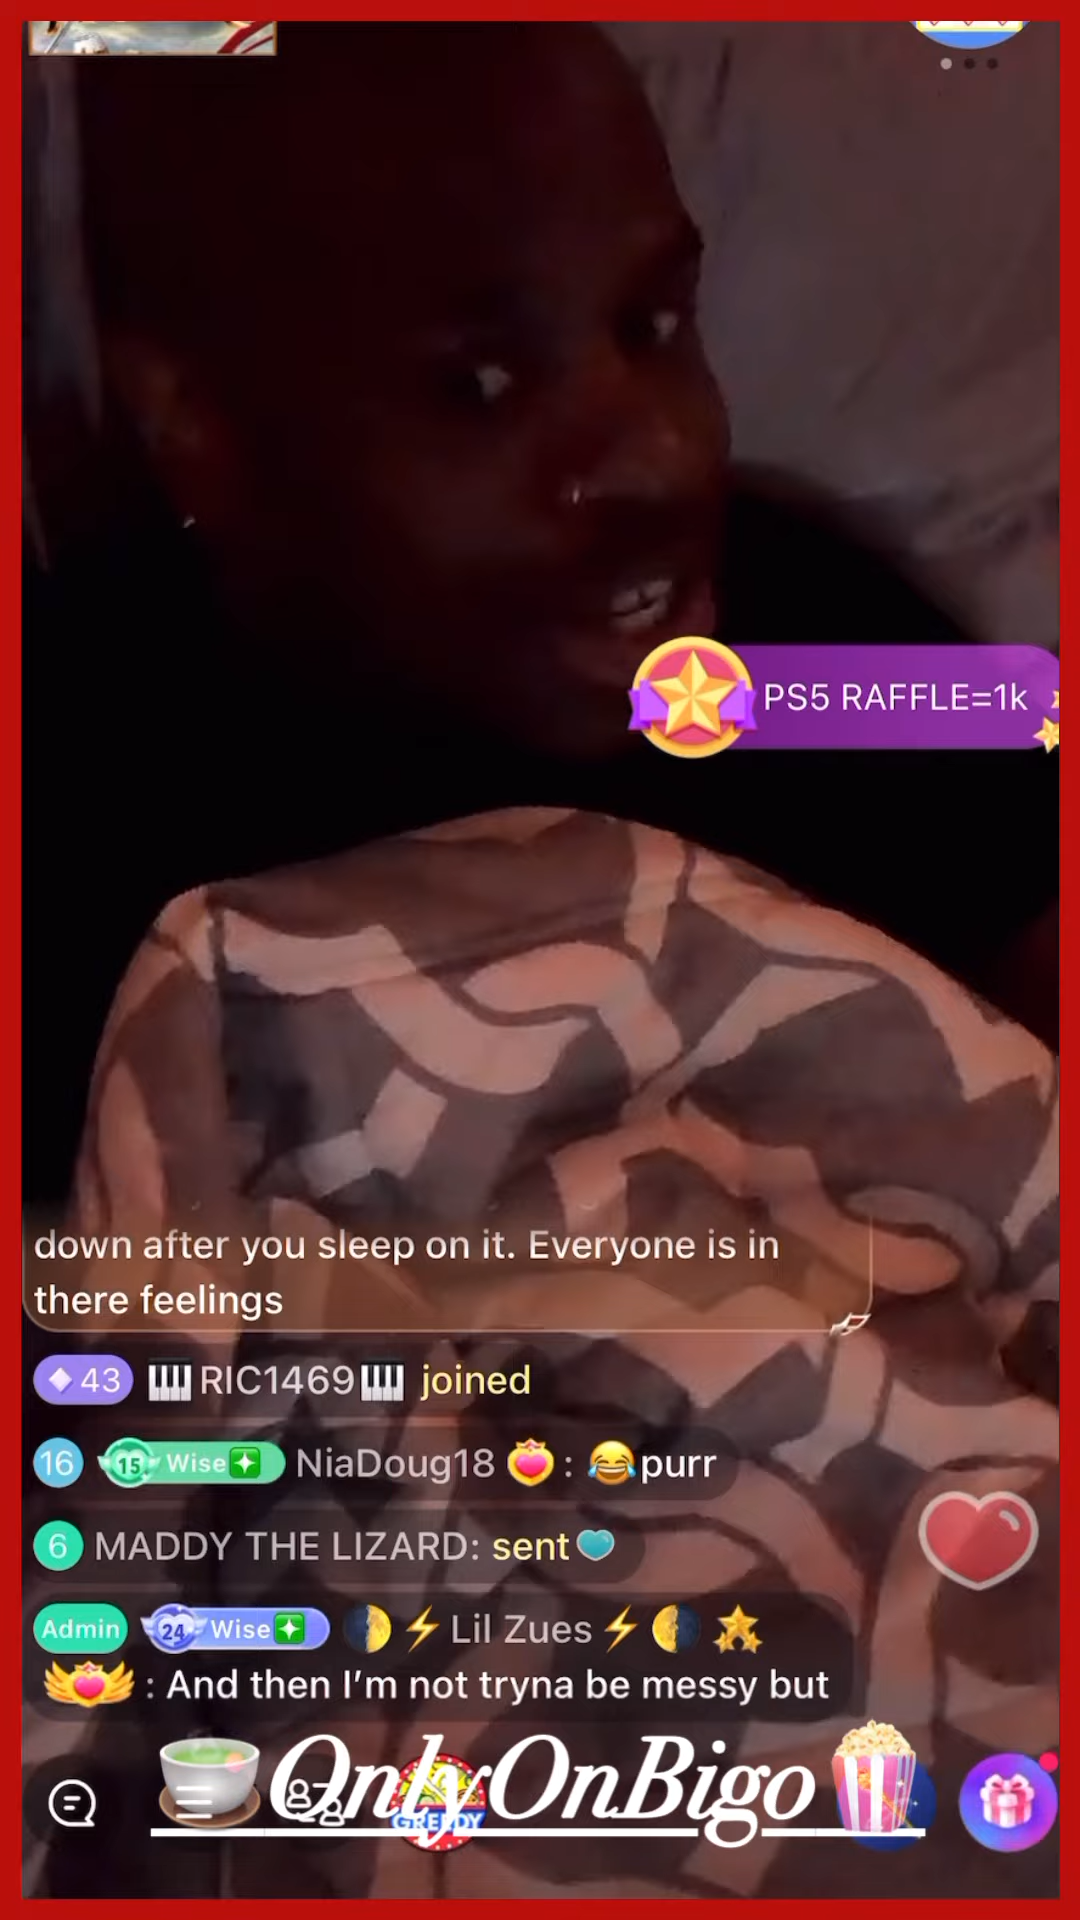 PS5 RAFFLE=1k
down after you sleep on it. Everyone is in
there feelings
43 RIC1469 joined
16 15 Wise NiaDoug18 : 😂purr
6 MADDY THE LIZARD: sent
Admin 24 Wise 🌓⚡Lil Zues⚡🌓
: And then I’m not tryna be messy but
OnlyOnBigo
GREEDY